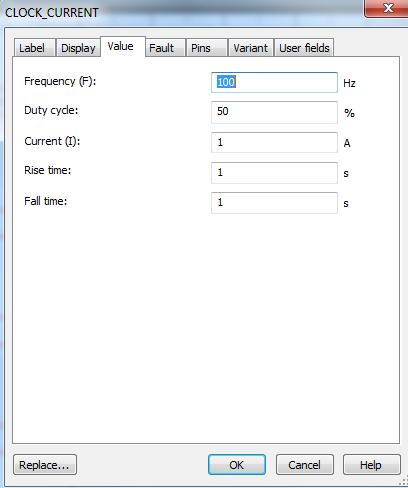 CLOCK_CURRENT
Label Display Value Fault Pins Variant User fields
Frequency (F): 100 Hz
Duty cycle: 50 %
Current (I): 1 A
Rise time: 1 s
Fall time: 1 s
Replace... OK Cancel Help